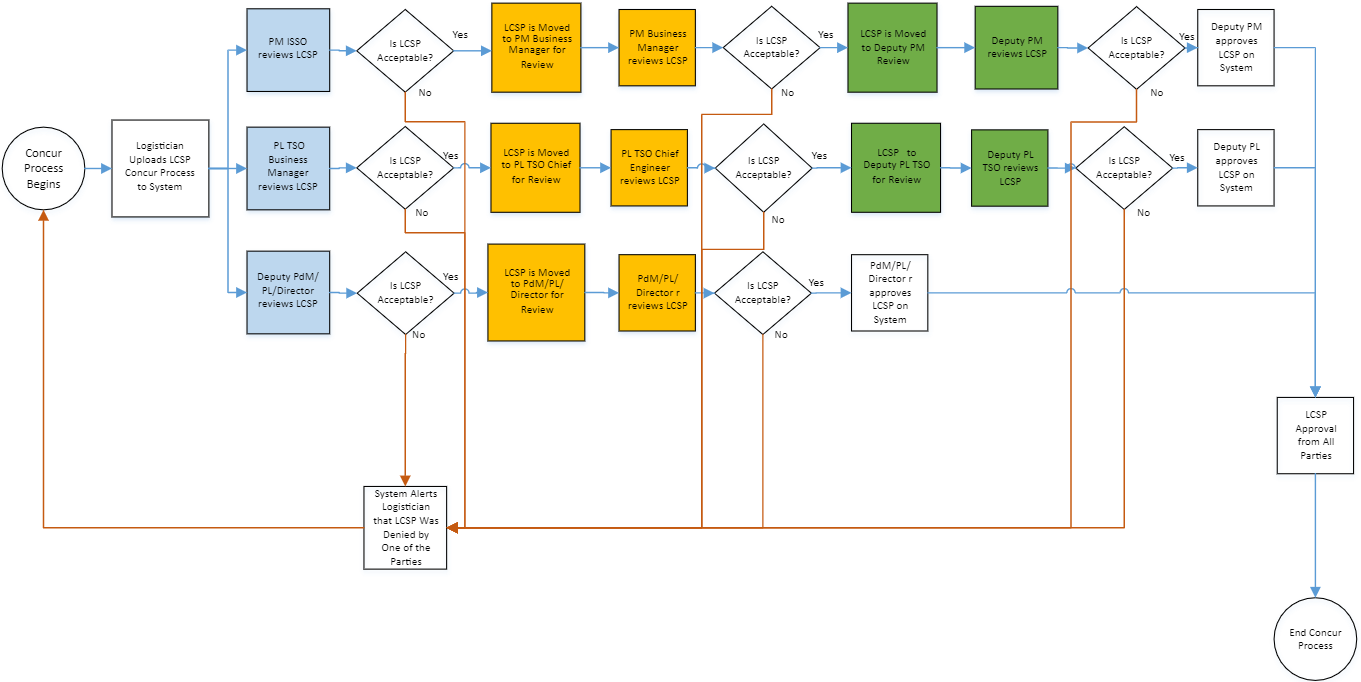 Concur
Process
Begins
Logistician
Uploads LCSP
Concur Process
to System
PM ISSO
reviews LCSP
Is LCSP
Acceptable?
Yes
No
LCSP is Moved
to PM Business
Manager for
Review
PM Business
Manager
reviews LCSP
Is LCSP
Acceptable?
Yes
No
LCSP is Moved
to Deputy PM
Review
Deputy PM
reviews LCSP
Is LCSP
Acceptable?
Yes
No
Deputy PM
approves
LCSP on
System
PL TSO
Business
Manager
reviews LCSP
Is LCSP
Acceptable?
Yes
No
LCSP is Moved
to PL TSO Chief
for Review
PL TSO Chief
Engineer
reviews LCSP
Is LCSP
Acceptable?
Yes
No
LCSP to
Deputy PL TSO
for Review
Deputy PL
TSO reviews
LCSP
Is LCSP
Acceptable?
Yes
No
Deputy PL
approves
LCSP on
System
Deputy PdM/
PL/Director
reviews LCSP
Is LCSP
Acceptable?
Yes
No
LCSP is Moved
to PdM/PL/
Director for
Review
PdM/PL/
Director r
reviews LCSP
Is LCSP
Acceptable?
Yes
No
PdM/PL/
Director r
approves
LCSP on
System
LCSP
Approval
from All
Parties
System Alerts
Logistician
that LCSP Was
Denied by
One of the
Parties
End Concur
Process